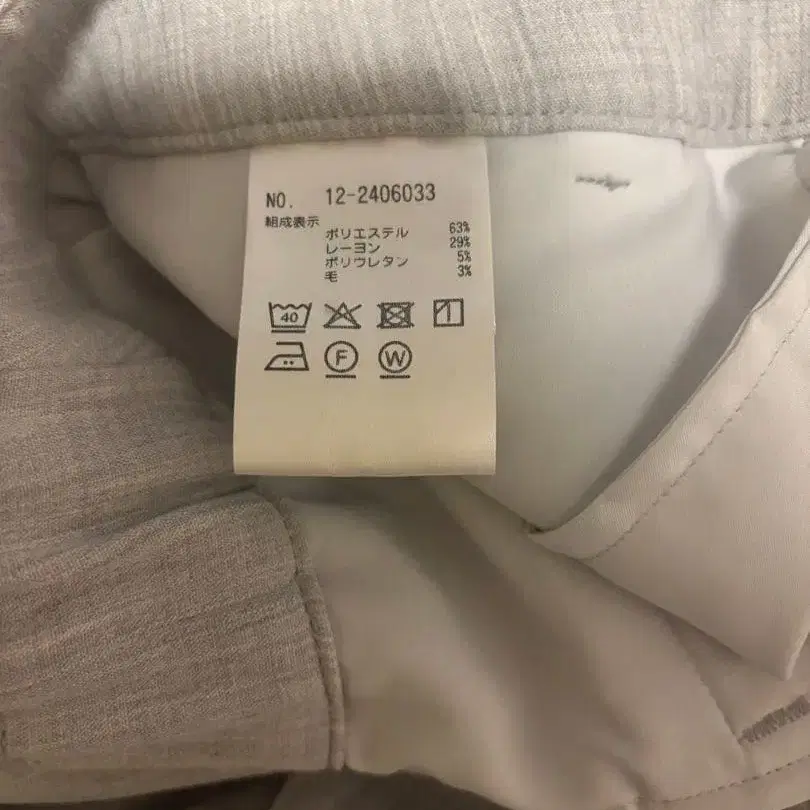 NO. 12-2406033
組成表示
ポリエステル 63%
レーヨン 29%
ポリウレタン 5%
毛 3%
40
F W